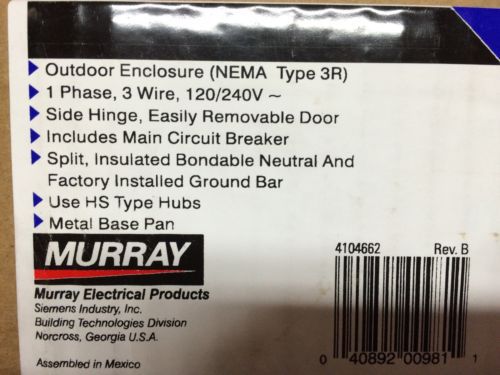 Outdoor Enclosure (NEMA Type 3R)
1 Phase, 3 Wire, 120/240V ~
Side Hinge, Easily Removable Door
Includes Main Circuit Breaker
Split, Insulated Bondable Neutral And
Factory Installed Ground Bar
Use HS Type Hubs
Metal Base Pan
MURRAY
Murray Electrical Products
Siemens Industry, Inc.
Building Technologies Division
Norcross, Georgia U.S.A.
Assembled in Mexico
4104662 Rev. B
0 40892 00981 1